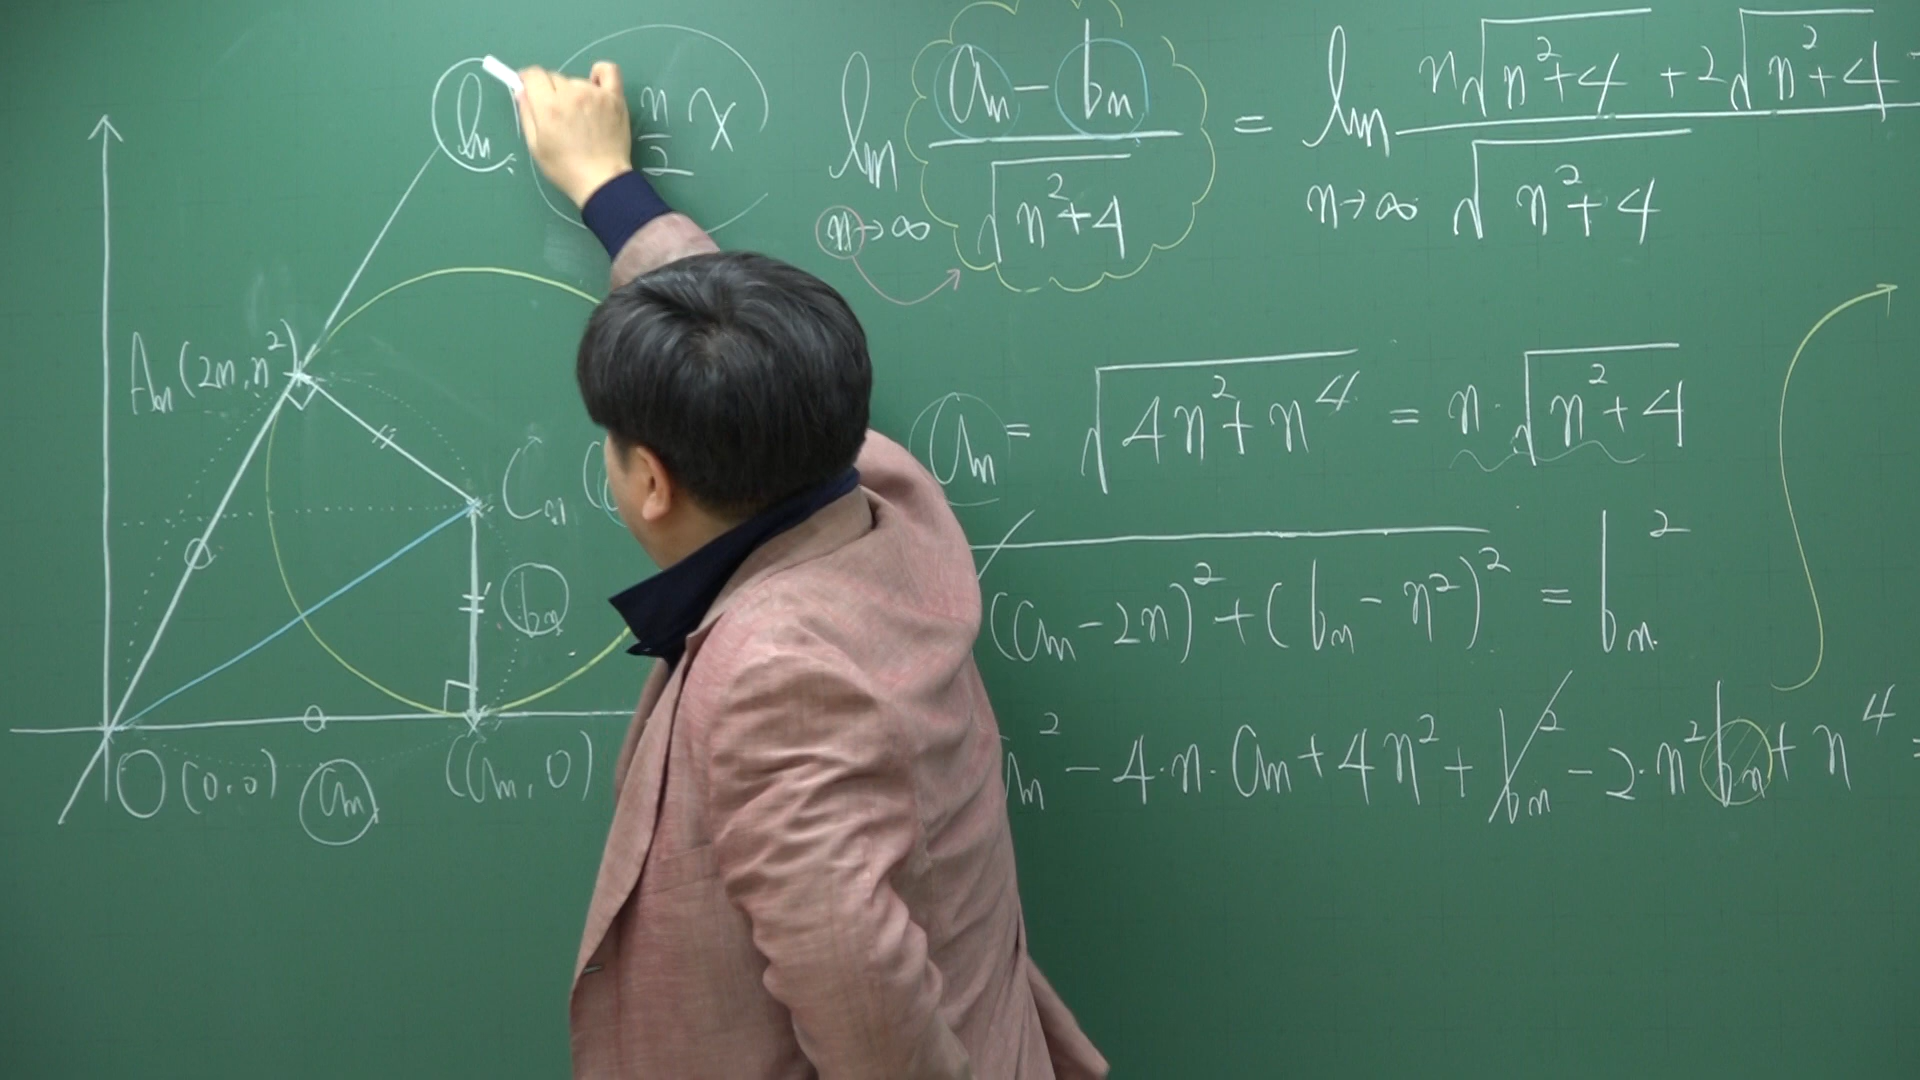 lₙ: n/2 x
lim n→∞ (aₙ - bₙ)/√(n²+4) = lim n→∞ (n√(n²+4) + 2√(n²+4) -)/√(n²+4)
Aₙ(2n, n²)
Cₙ (
aₙ = √(4n²+n⁴) = n·√(n²+4)
bₙ
(aₙ-2n)² + (bₙ-n²)² = bₙ²
O(0,0)
aₙ
(aₙ, 0)
² - 4·n·aₙ + 4n² + bₙ² - 2·n²bₙ + n⁴ =